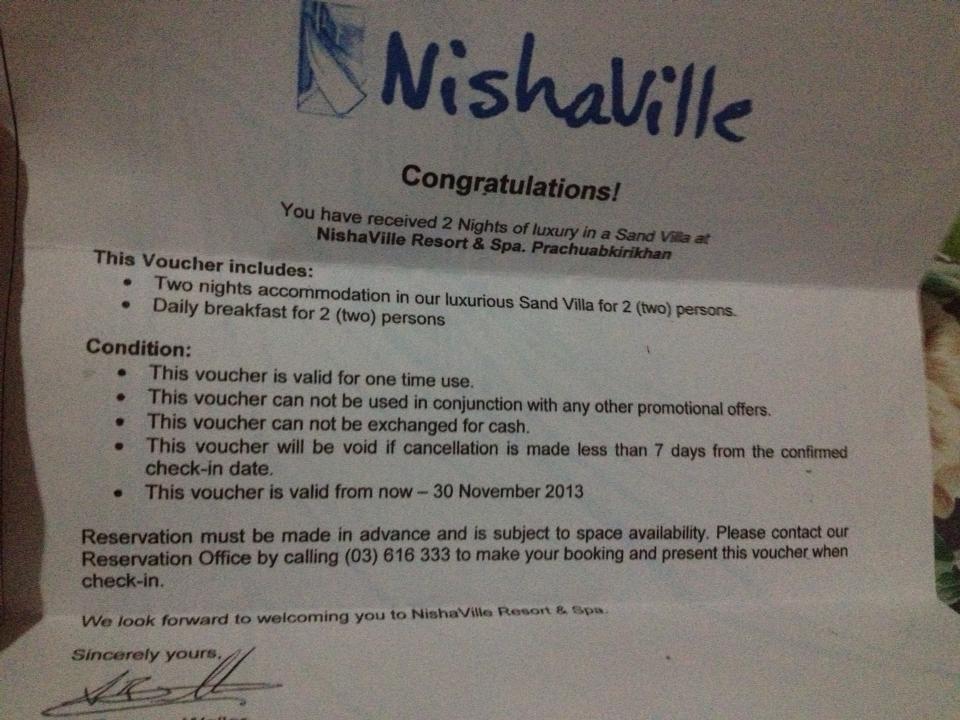 NishaVille
Congratulations!
You have received 2 Nights of luxury in a Sand Villa at
NishaVille Resort & Spa. Prachuabkirikhan
This Voucher includes:
• Two nights accommodation in our luxurious Sand Villa for 2 (two) persons.
• Daily breakfast for 2 (two) persons
Condition:
• This voucher is valid for one time use.
• This voucher can not be used in conjunction with any other promotional offers.
• This voucher can not be exchanged for cash.
• This voucher will be void if cancellation is made less than 7 days from the confirmed
check-in date.
• This voucher is valid from now – 30 November 2013
Reservation must be made in advance and is subject to space availability. Please contact our
Reservation Office by calling (03) 616 333 to make your booking and present this voucher when
check-in.
We look forward to welcoming you to NishaVille Resort & Spa.
Sincerely yours,